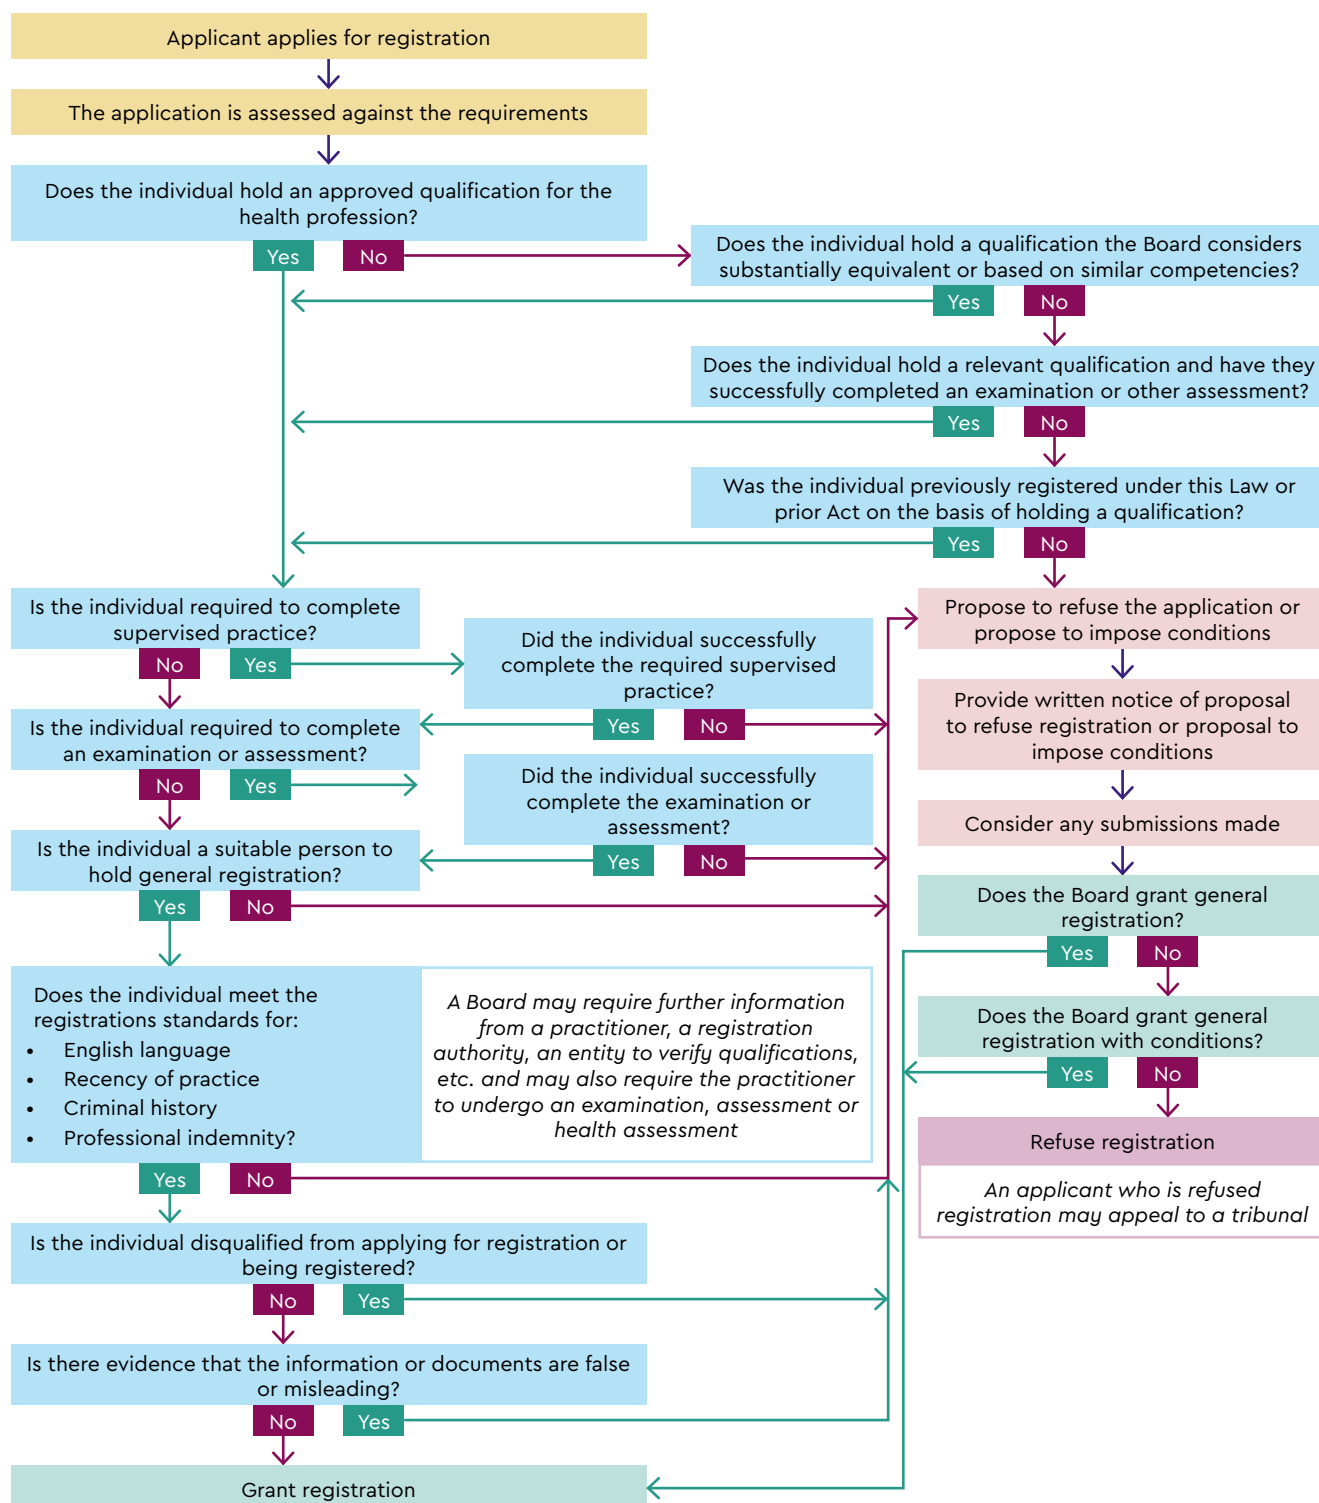 Applicant applies for registration
The application is assessed against the requirements
Does the individual hold an approved qualification for the
health profession?
Yes
No
Does the individual hold a qualification the Board considers
substantially equivalent or based on similar competencies?
Yes
No
Does the individual hold a relevant qualification and have they
successfully completed an examination or other assessment?
Yes
No
Was the individual previously registered under this Law or
prior Act on the basis of holding a qualification?
Yes
No
Is the individual required to complete
supervised practice?
No
Yes
Did the individual successfully
complete the required supervised
practice?
Yes
No
Is the individual required to complete
an examination or assessment?
No
Yes
Did the individual successfully
complete the examination or
assessment?
Yes
No
Is the individual a suitable person to
hold general registration?
Yes
No
Does the individual meet the
registrations standards for:
• English language
• Recency of practice
• Criminal history
• Professional indemnity?
Yes
No
A Board may require further information
from a practitioner, a registration
authority, an entity to verify qualifications,
etc. and may also require the practitioner
to undergo an examination, assessment or
health assessment
Is the individual disqualified from applying for registration or
being registered?
No
Yes
Is there evidence that the information or documents are false
or misleading?
No
Yes
Grant registration
Propose to refuse the application or
propose to impose conditions
Provide written notice of proposal
to refuse registration or proposal to
impose conditions
Consider any submissions made
Does the Board grant general
registration?
Yes
No
Does the Board grant general
registration with conditions?
Yes
No
Refuse registration
An applicant who is refused
registration may appeal to a tribunal